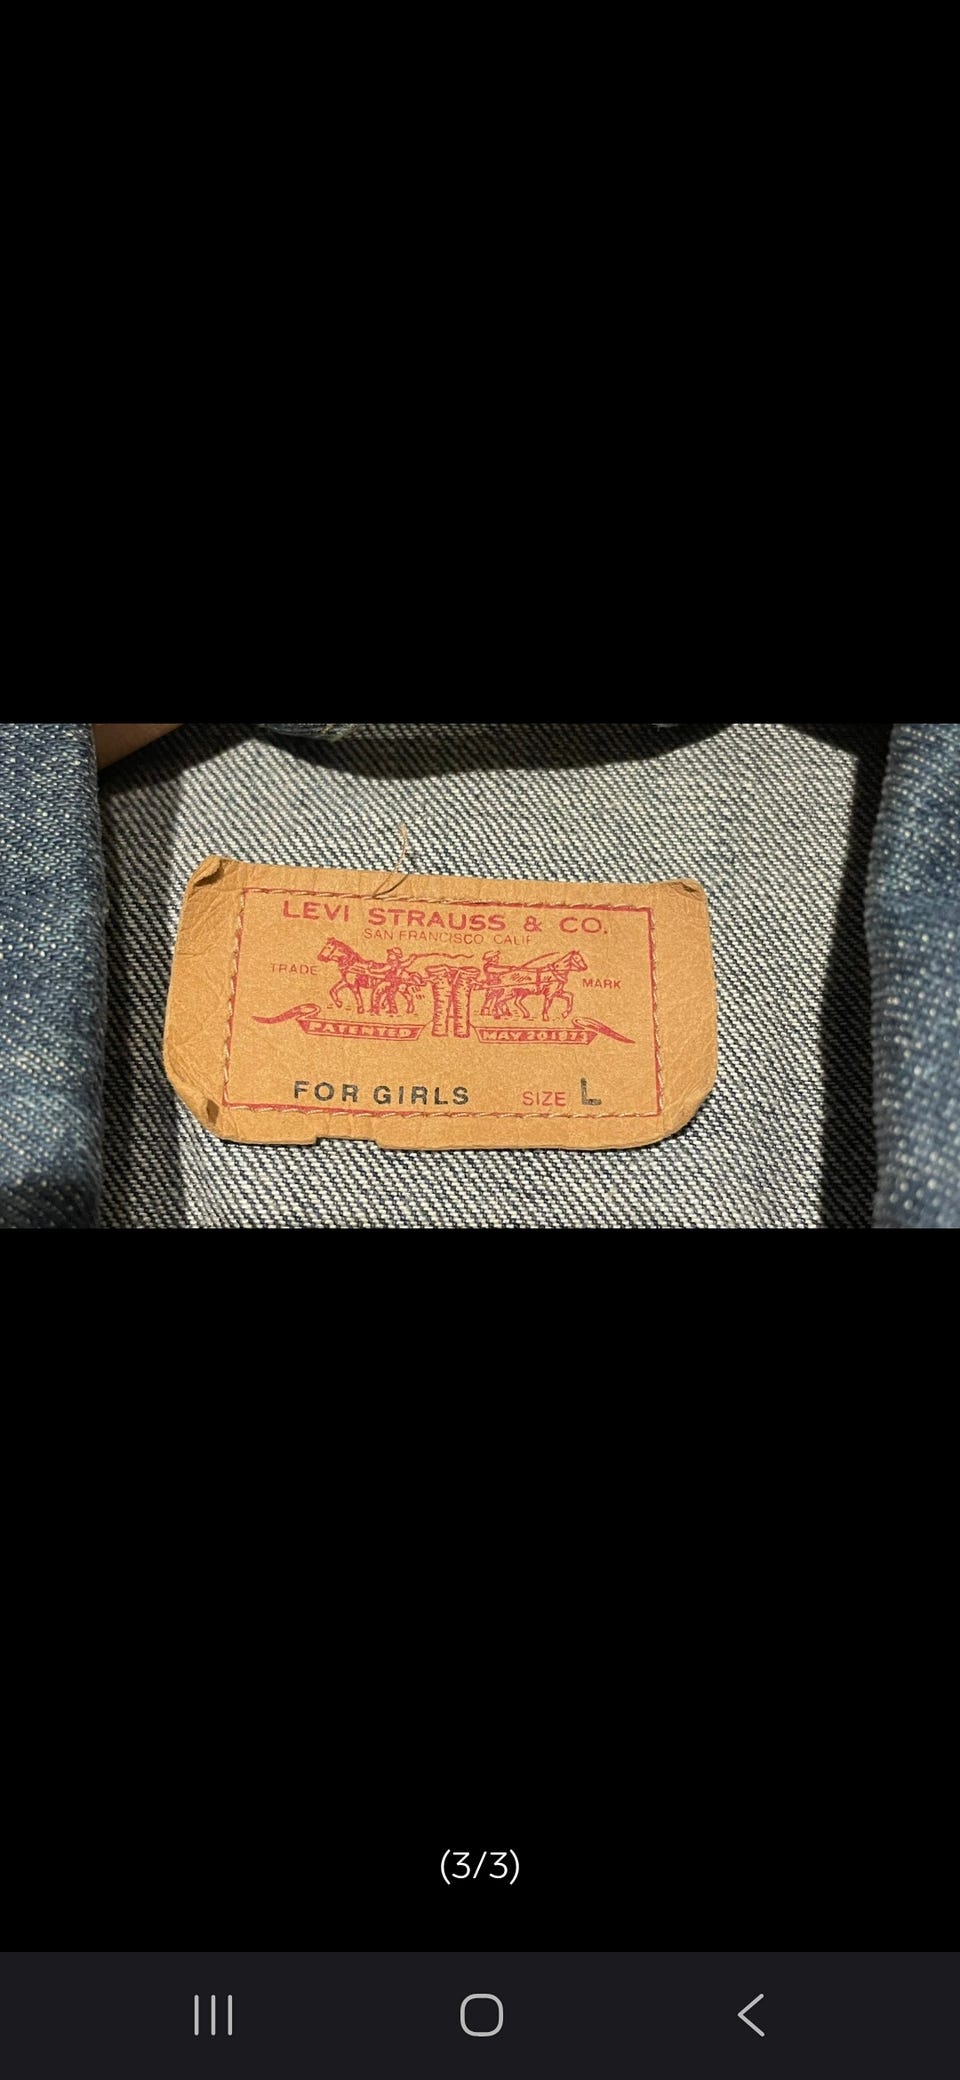 LEVI STRAUSS & CO.
SAN FRANCISCO CALIF
TRADE MARK
PATENTED MAY 20 1873
FOR GIRLS SIZE L
(3/3)